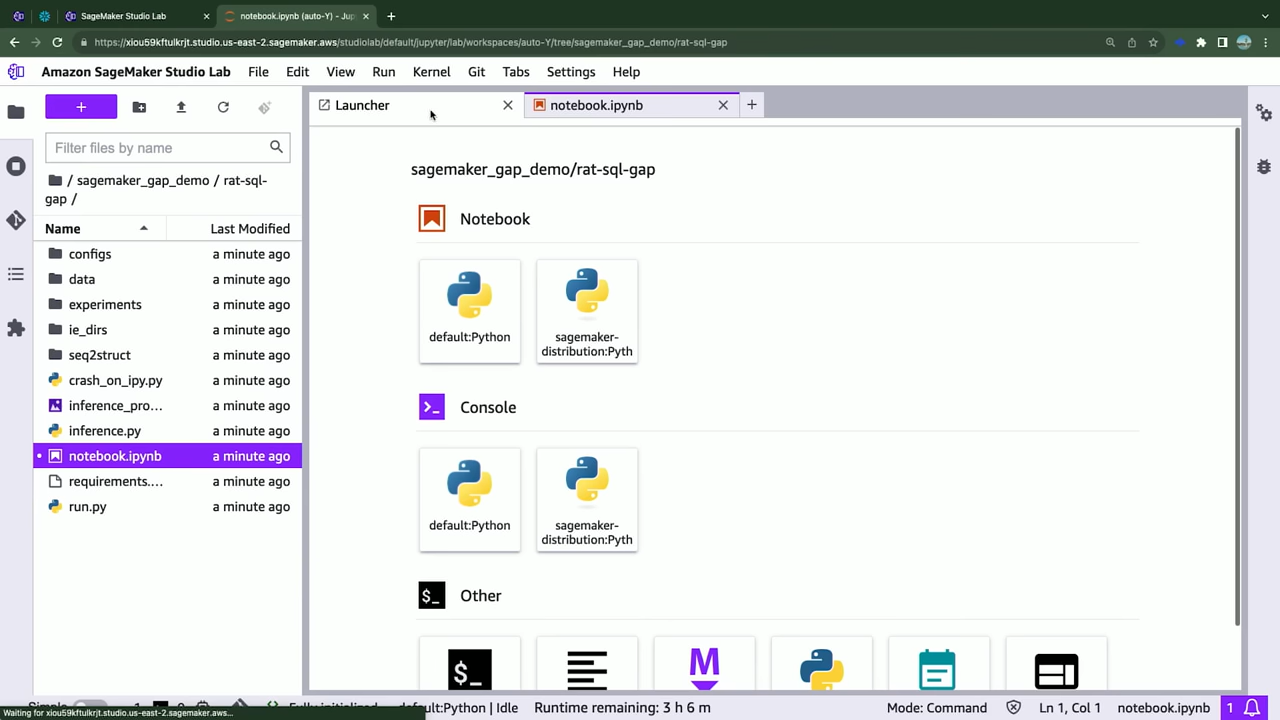 SageMaker Studio Lab
notebook.ipynb (auto-Y) - Jup
https://xiou59kftulkrjt.studio.us-east-2.sagemaker.aws/studiolab/default/jupyter/lab/workspaces/auto-Y/tree/sagemaker_gap_demo/rat-sql-gap
Amazon SageMaker Studio Lab File Edit View Run Kernel Git Tabs Settings Help
Launcher
notebook.ipynb
Filter files by name
/ sagemaker_gap_demo / rat-sql-
gap /
Name Last Modified
configs a minute ago
data a minute ago
experiments a minute ago
ie_dirs a minute ago
seq2struct a minute ago
crash_on_ipy.py a minute ago
inference_pro... a minute ago
inference.py a minute ago
notebook.ipynb a minute ago
requirements.... a minute ago
run.py a minute ago
sagemaker_gap_demo/rat-sql-gap
Notebook
default:Python
sagemaker-
distribution:Pyth
Console
default:Python
sagemaker-
distribution:Pyth
Other
$_
M
default:Python | Idle Runtime remaining: 3 h 6 m Mode: Command Ln 1, Col 1 notebook.ipynb 1
Waiting for xiou59kftulkrjt.studio.us-east-2.sagemaker.aws...